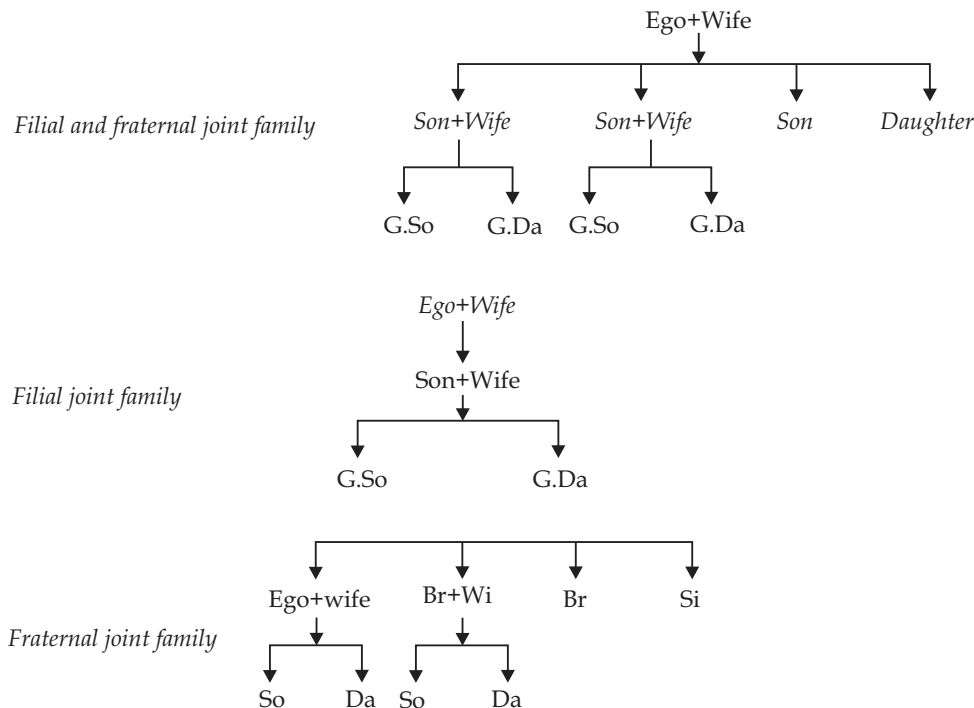 Ego+Wife
Filial and fraternal joint family
Son+Wife Son+Wife Son Daughter
G.So G.Da G.So G.Da
Ego+Wife
Son+Wife
Filial joint family
G.So G.Da
Ego+wife Br+Wi Br Si
Fraternal joint family
So Da So Da